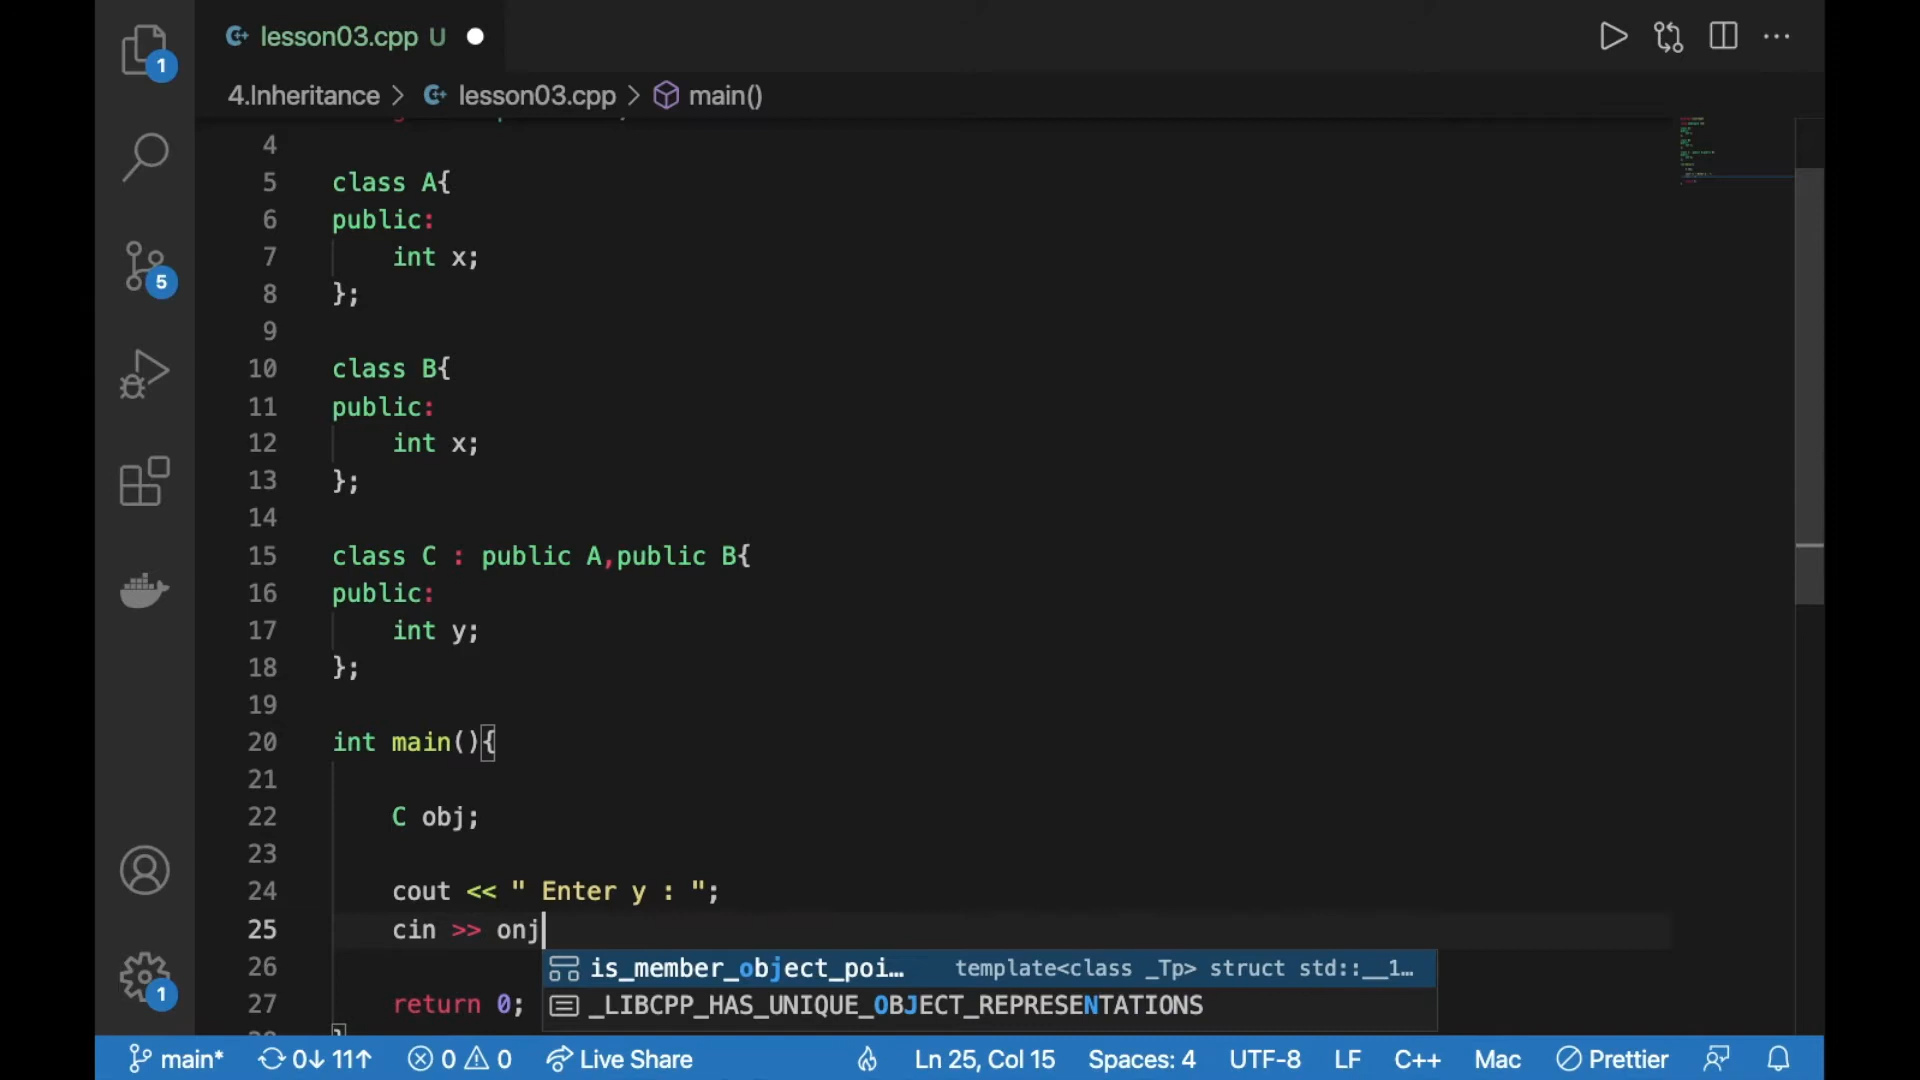 lesson03.cpp U
4.Inheritance > lesson03.cpp > main()
4
5 class A{
6 public:
7 int x;
8 };
9
10 class B{
11 public:
12 int x;
13 };
14
15 class C : public A,public B{
16 public:
17 int y;
18 };
19
20 int main(){
21
22 C obj;
23
24 cout << " Enter y : ";
25 cin >> onj
is_member_object_poi… template<class _Tp> struct std::__1…
26
_LIBCPP_HAS_UNIQUE_OBJECT_REPRESENTATIONS
27 return 0;
1
5
1
main* 0↓ 11↑ 0 0 Live Share Ln 25, Col 15 Spaces: 4 UTF-8 LF C++ Mac Prettier